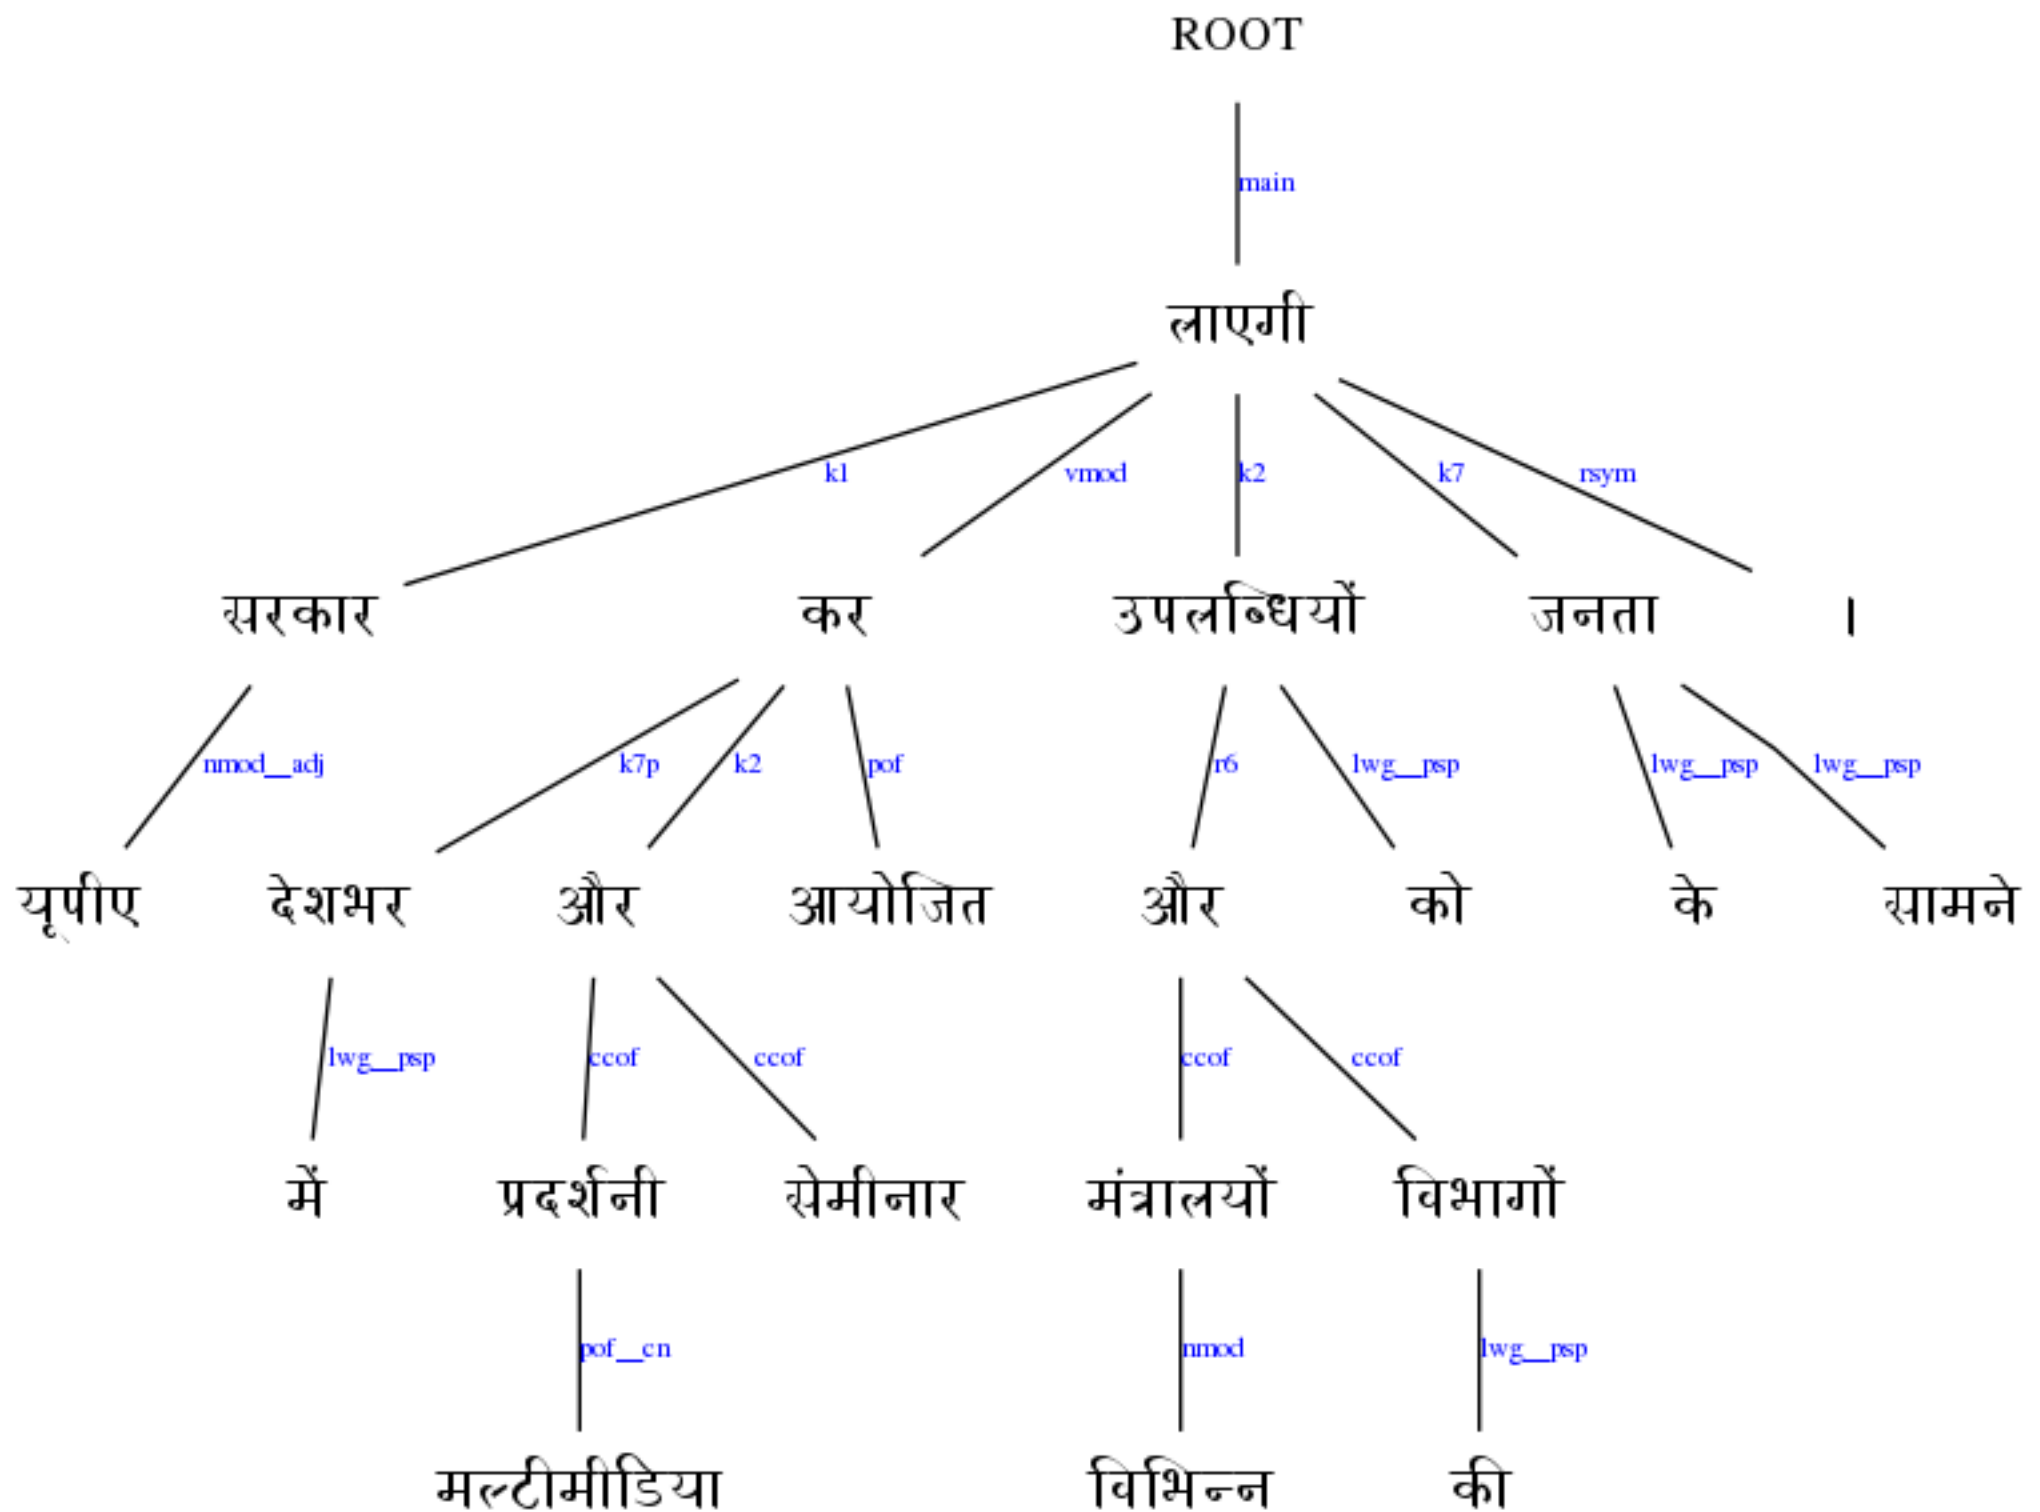 ROOT
main
लाएगी
k1 vmod k2 k7 rsym
सरकार कर उपलब्धियों जनता ।
nmod__adj k7p k2 pof r6 lwg__psp lwg__psp lwg__psp
यूपीए देशभर और आयोजित और को के सामने
lwg__psp ccof ccof ccof ccof
में प्रदर्शनी सेमीनार मंत्रालयों विभागों
pof__cn nmod lwg__psp
मल्टीमीडिया विभिन्न की